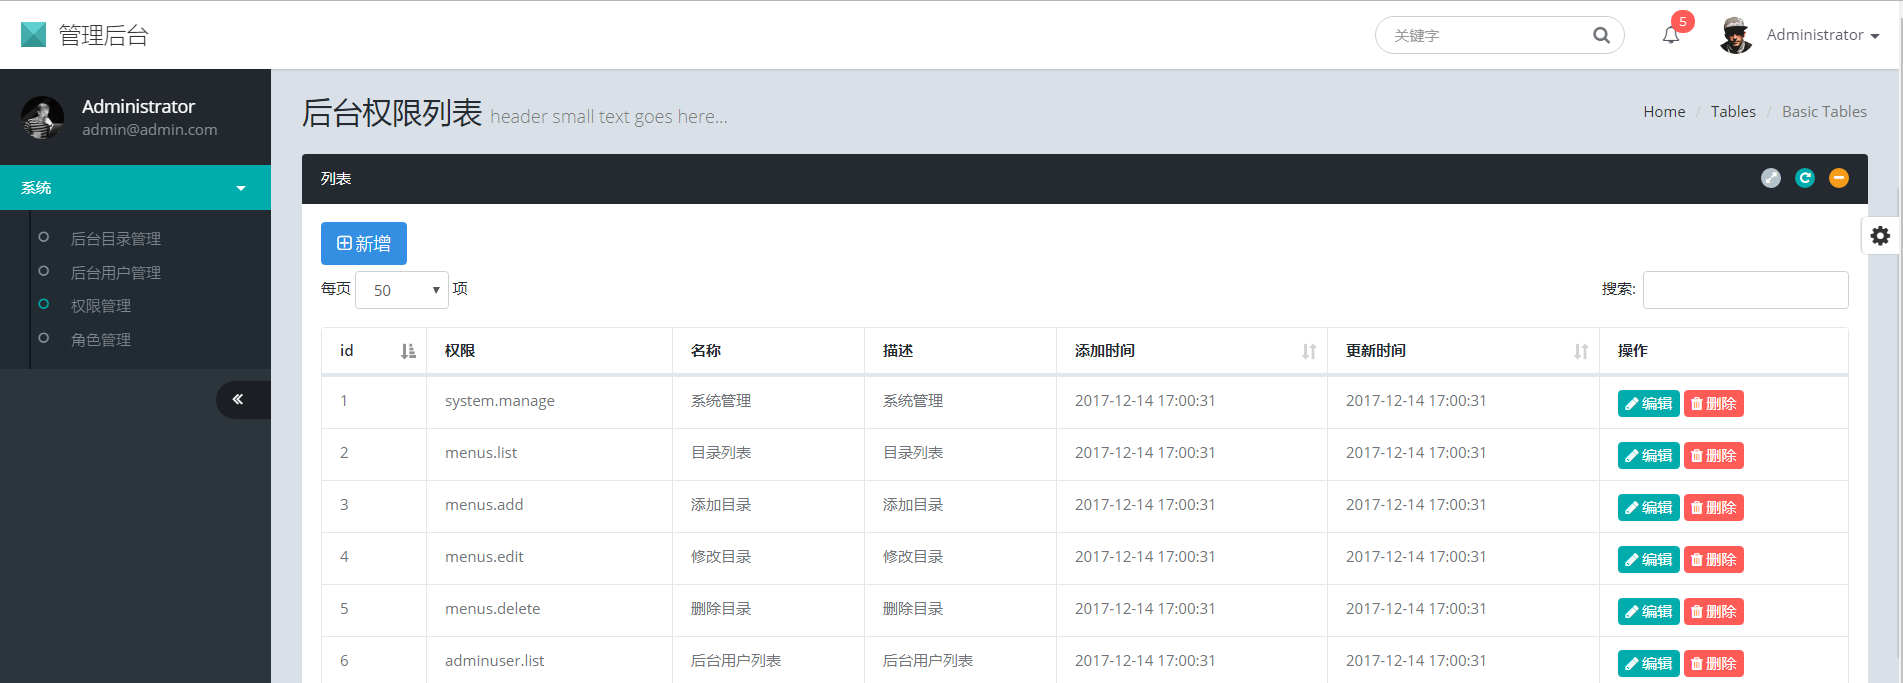 管理后台
关键字
5
Administrator
Administrator
admin@admin.com
系统
后台目录管理
后台用户管理
权限管理
角色管理
后台权限列表 header small text goes here...
Home / Tables / Basic Tables
列表
新增
每页 50 项
搜索:
id 权限 名称 描述 添加时间 更新时间 操作
1 system.manage 系统管理 系统管理 2017-12-14 17:00:31 2017-12-14 17:00:31 编辑 删除
2 menus.list 目录列表 目录列表 2017-12-14 17:00:31 2017-12-14 17:00:31 编辑 删除
3 menus.add 添加目录 添加目录 2017-12-14 17:00:31 2017-12-14 17:00:31 编辑 删除
4 menus.edit 修改目录 修改目录 2017-12-14 17:00:31 2017-12-14 17:00:31 编辑 删除
5 menus.delete 删除目录 删除目录 2017-12-14 17:00:31 2017-12-14 17:00:31 编辑 删除
6 adminuser.list 后台用户列表 后台用户列表 2017-12-14 17:00:31 2017-12-14 17:00:31 编辑 删除